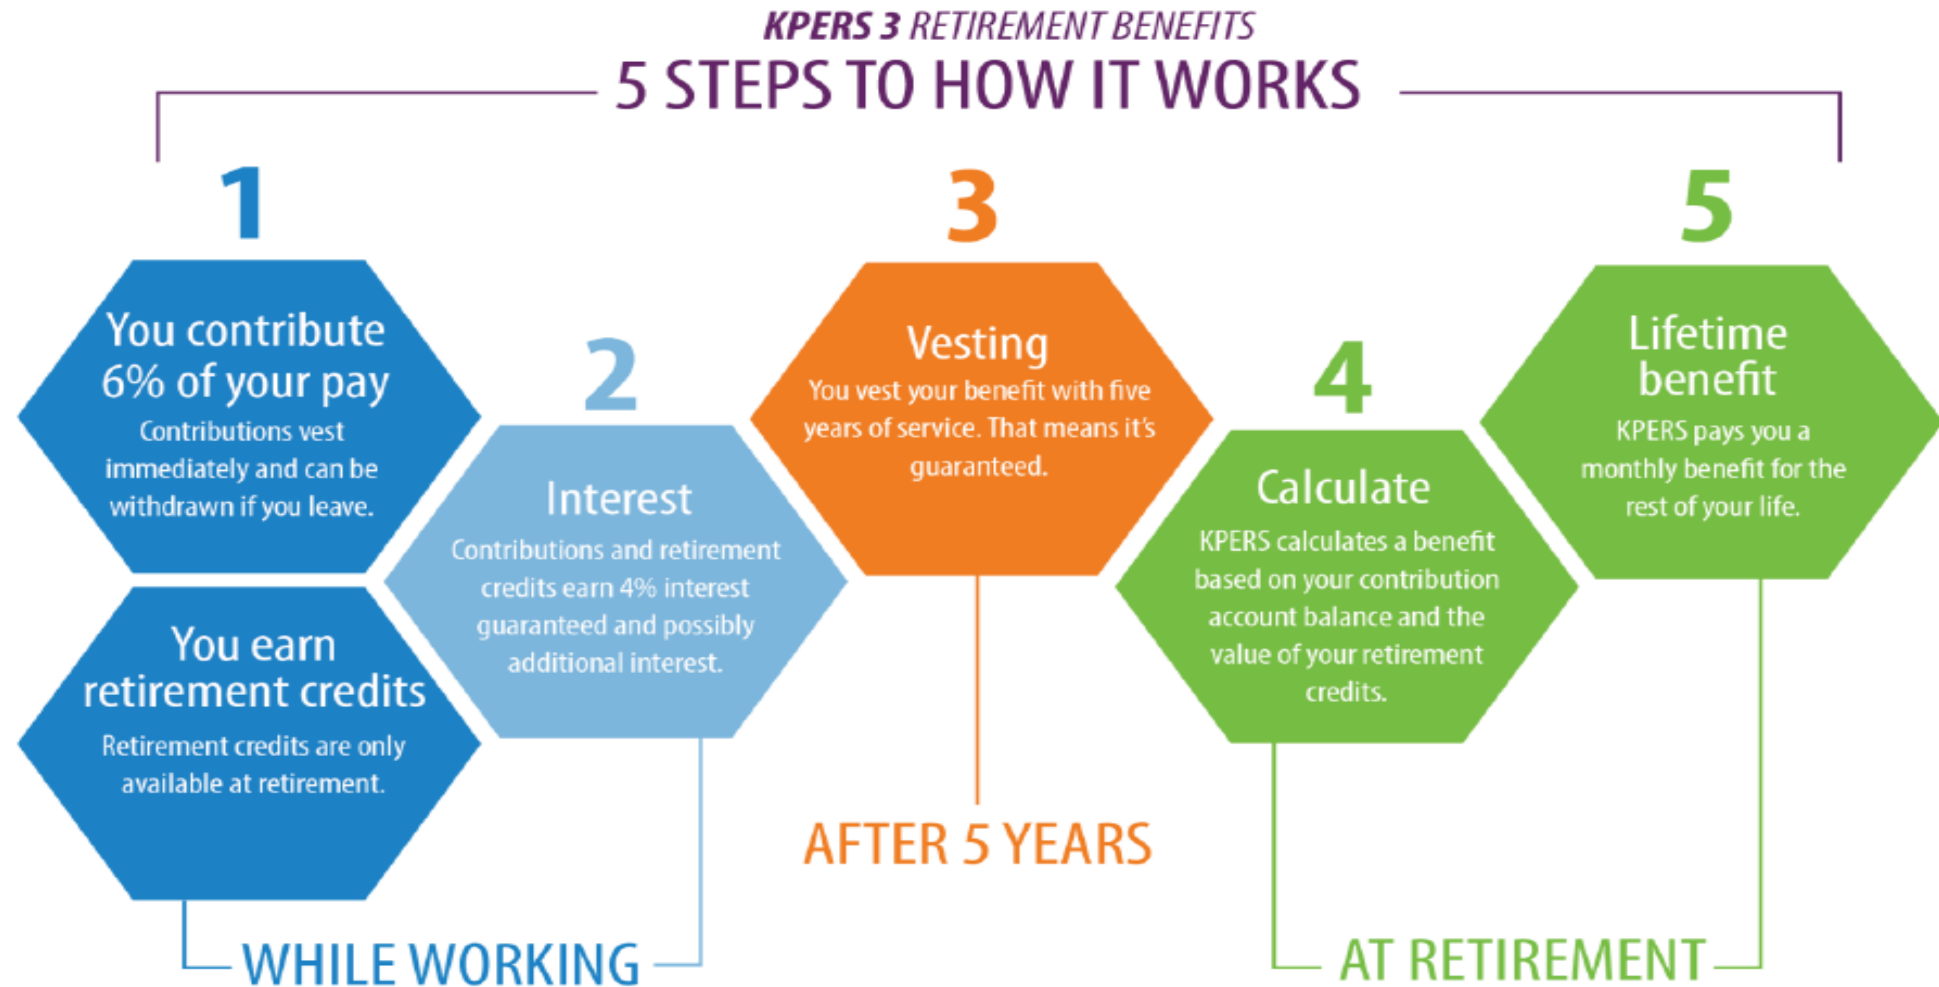 KPERS 3 RETIREMENT BENEFITS
5 STEPS TO HOW IT WORKS
1
You contribute
6% of your pay
Contributions vest
immediately and can be
withdrawn if you leave.
You earn
retirement credits
Retirement credits are only
available at retirement.
2
Interest
Contributions and retirement
credits earn 4% interest
guaranteed and possibly
additional interest.
WHILE WORKING
3
Vesting
You vest your benefit with five
years of service. That means it's
guaranteed.
AFTER 5 YEARS
4
Calculate
KPERS calculates a benefit
based on your contribution
account balance and the
value of your retirement
credits.
5
Lifetime
benefit
KPERS pays you a
monthly benefit for the
rest of your life.
AT RETIREMENT